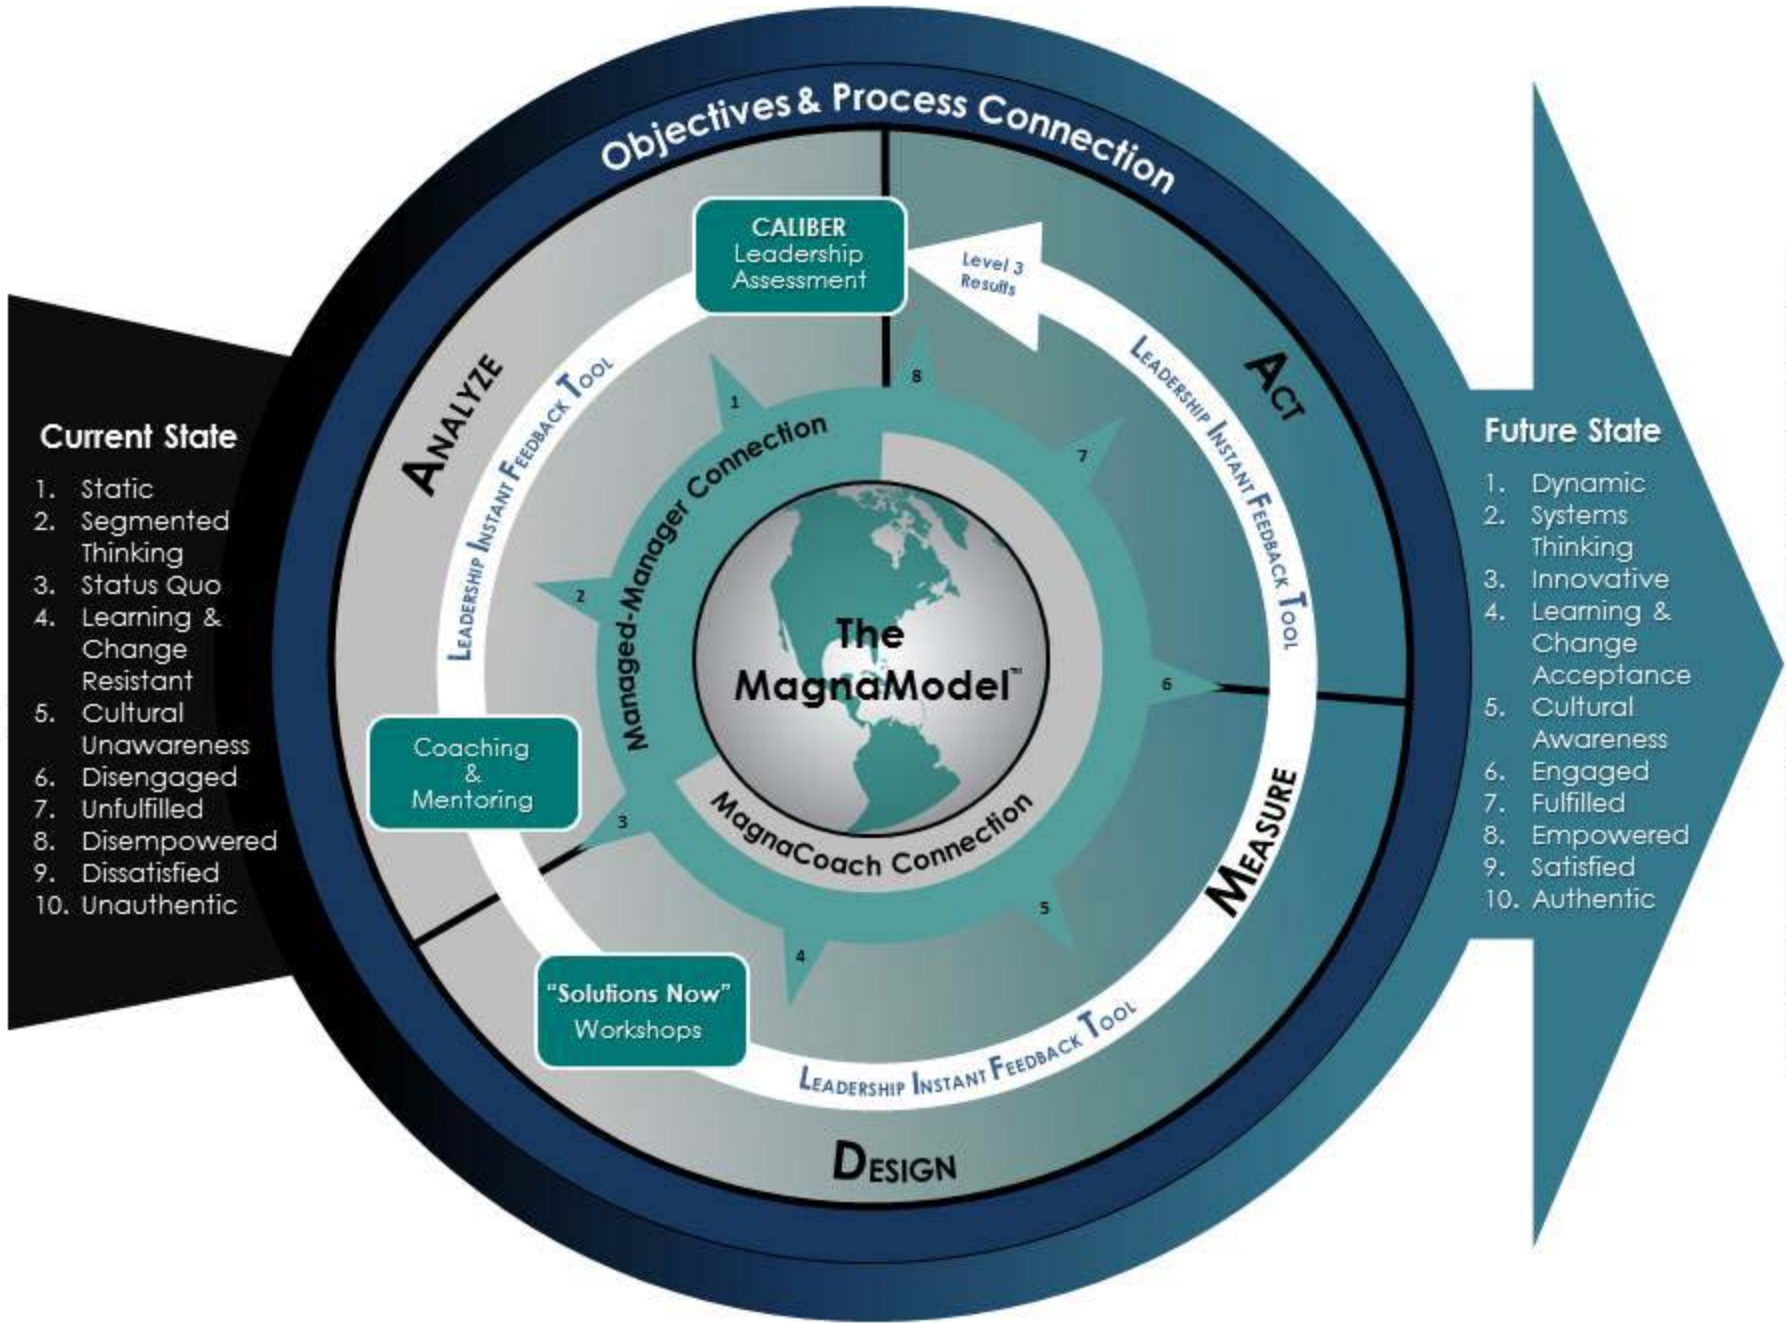 Objectives & Process Connection
CALIBER
Leadership
Assessment
Level 3
Results
ANALYZE
LEADERSHIP INSTANT FEEDBACK TOOL
LEADERSHIP INSTANT FEEDBACK TOOL
ACT
1
8
7
2
6
3
5
4
Managed-Manager Connection
The
MagnaModel™
MagnaCoach Connection
Coaching
&
Mentoring
MEASURE
"Solutions Now"
Workshops
LEADERSHIP INSTANT FEEDBACK TOOL
DESIGN
Current State
1. Static
2. Segmented
Thinking
3. Status Quo
4. Learning &
Change
Resistant
5. Cultural
Unawareness
6. Disengaged
7. Unfulfilled
8. Disempowered
9. Dissatisfied
10. Unauthentic
Future State
1. Dynamic
2. Systems
Thinking
3. Innovative
4. Learning &
Change
Acceptance
5. Cultural
Awareness
6. Engaged
7. Fulfilled
8. Empowered
9. Satisfied
10. Authentic